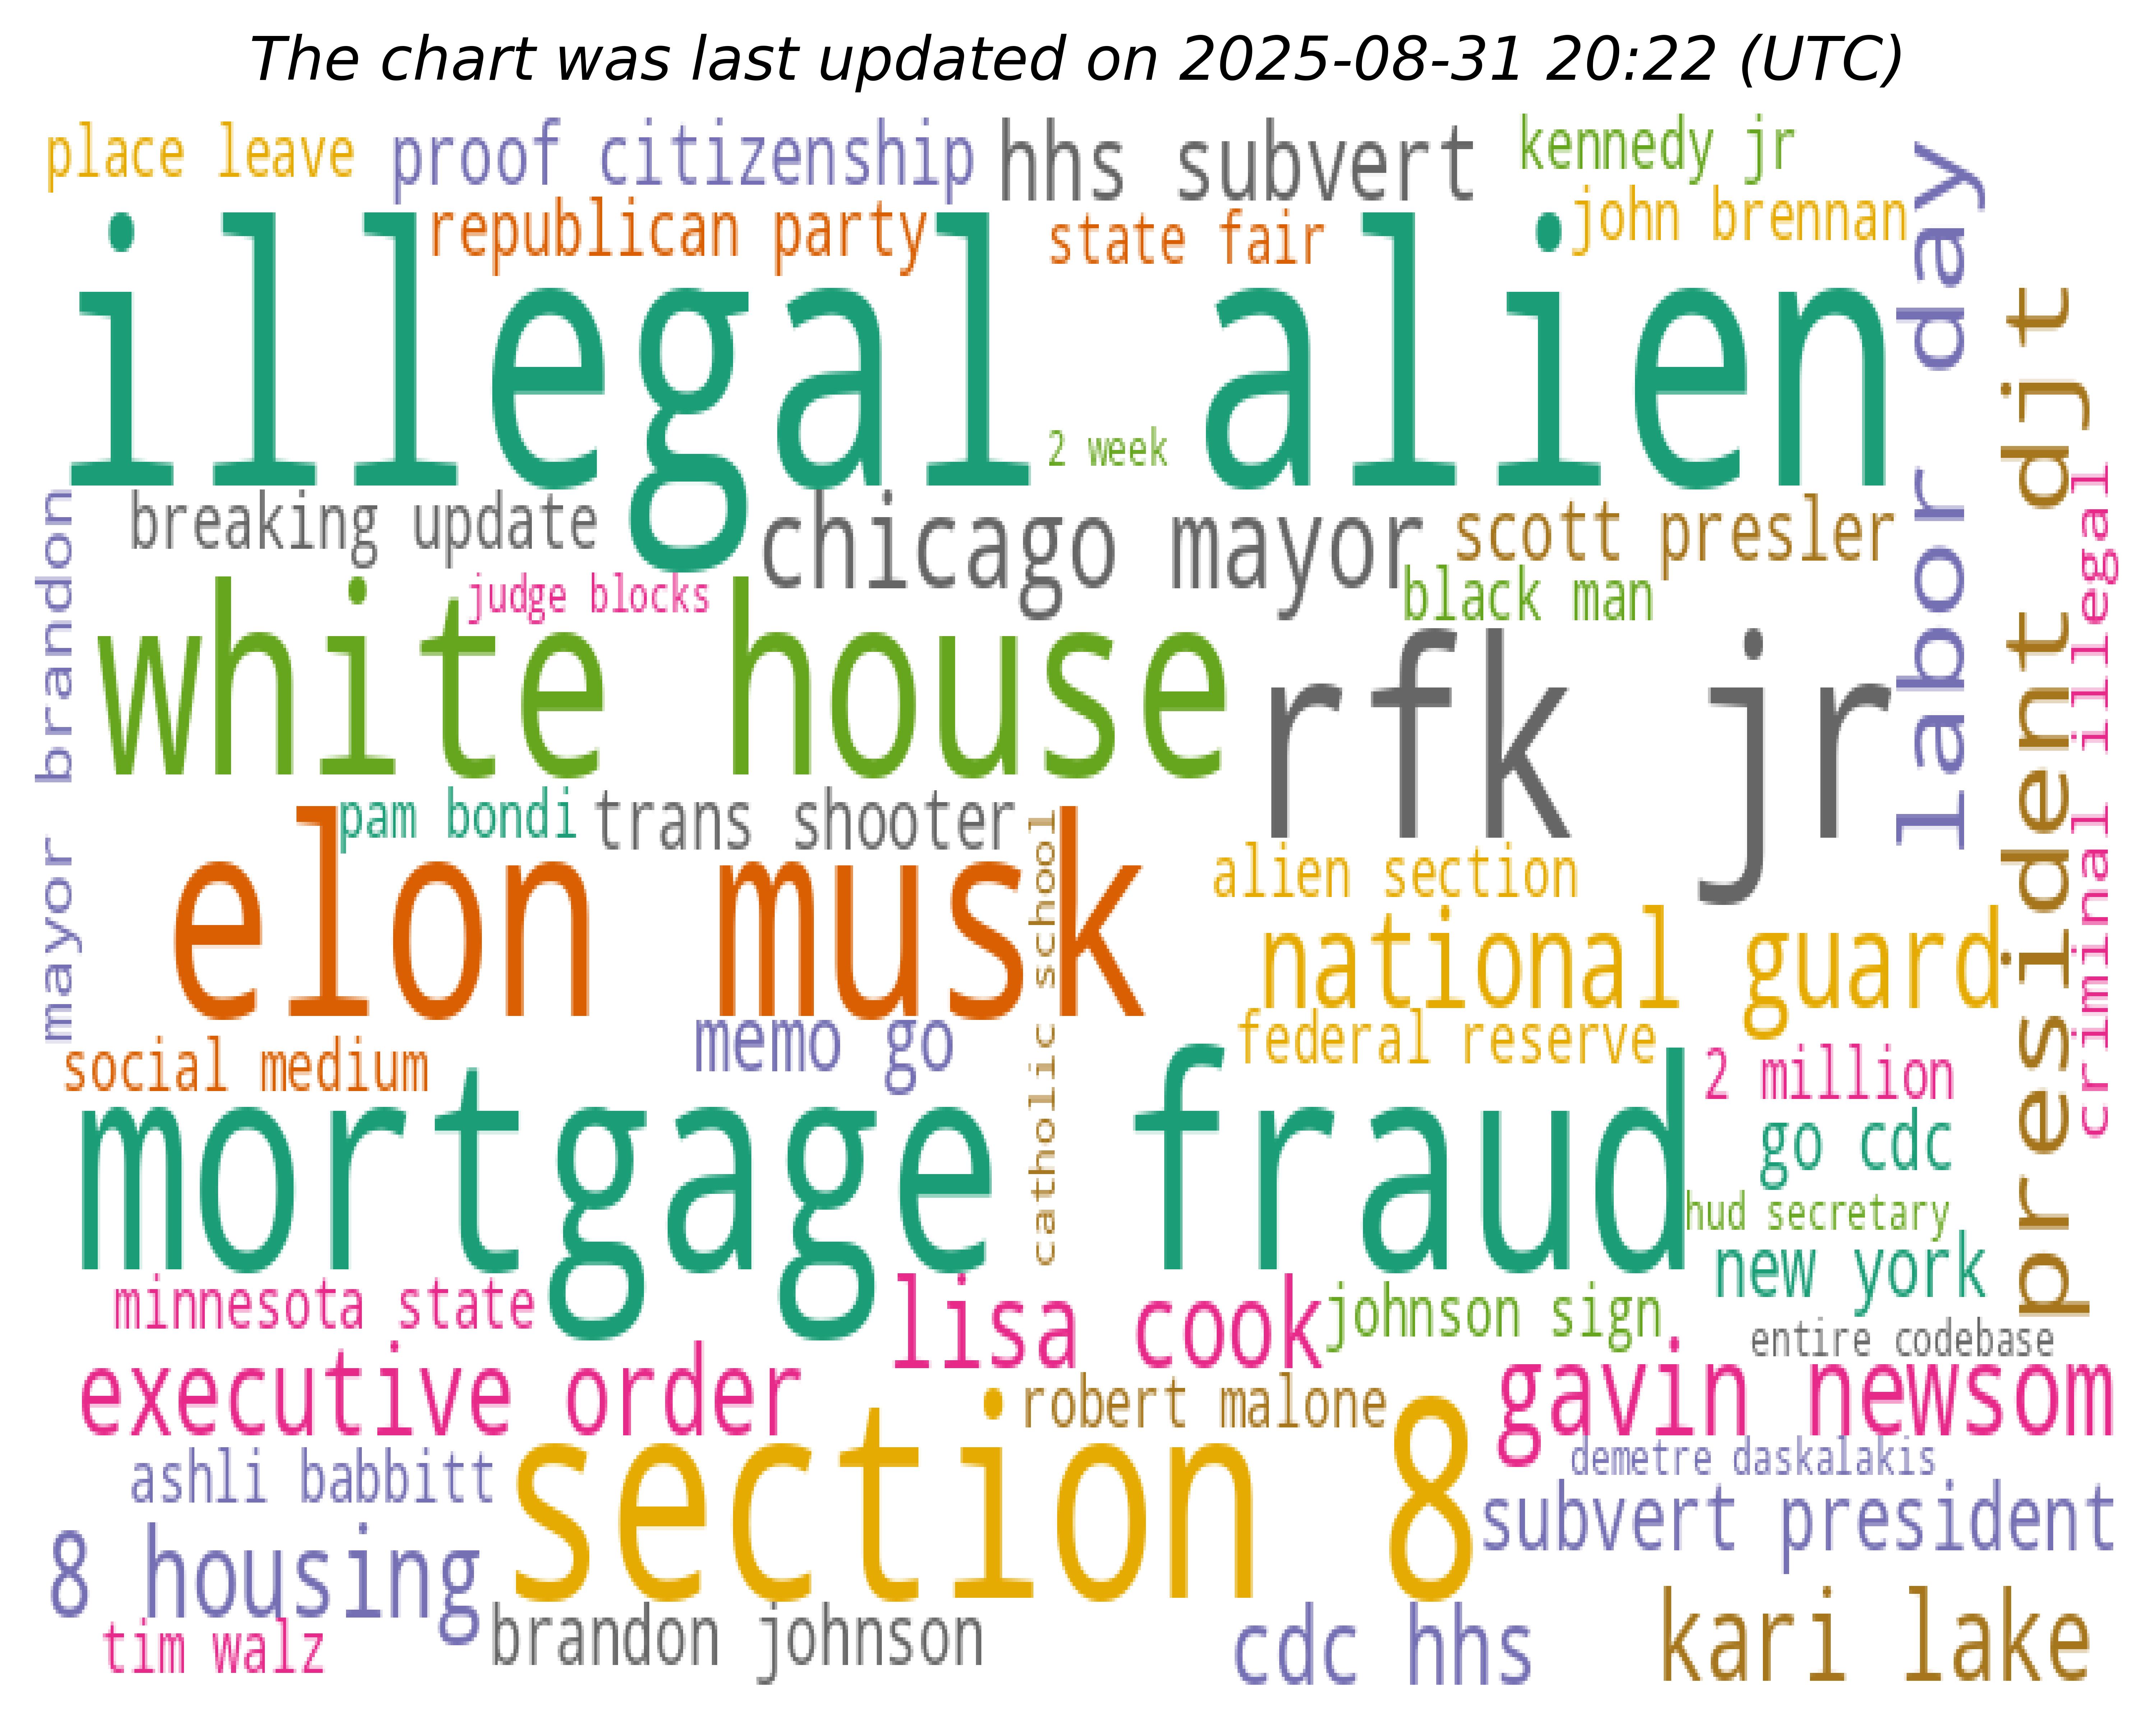 The chart was last updated on 2025-08-31 20:22 (UTC)
place leave
proof citizenship
hhs subvert
kennedy jr
republican party
state fair
john brennan
labor day
illegal alien
president djt
2 week
criminal illegal
mayor brandon
breaking update
chicago mayor
scott presler
judge blocks
black man
white house
rfk jr
pam bondi
trans shooter
catholic school
alien section
elon musk
national guard
social medium
memo go
federal reserve
2 million
mortgage fraud
go cdc
hud secretary
new york
minnesota state
lisa cook
johnson sign
entire codebase
executive order
robert malone
gavin newsom
ashli babbitt
section 8
demetre daskalakis
subvert president
8 housing
tim walz
brandon johnson
cdc hhs
kari lake